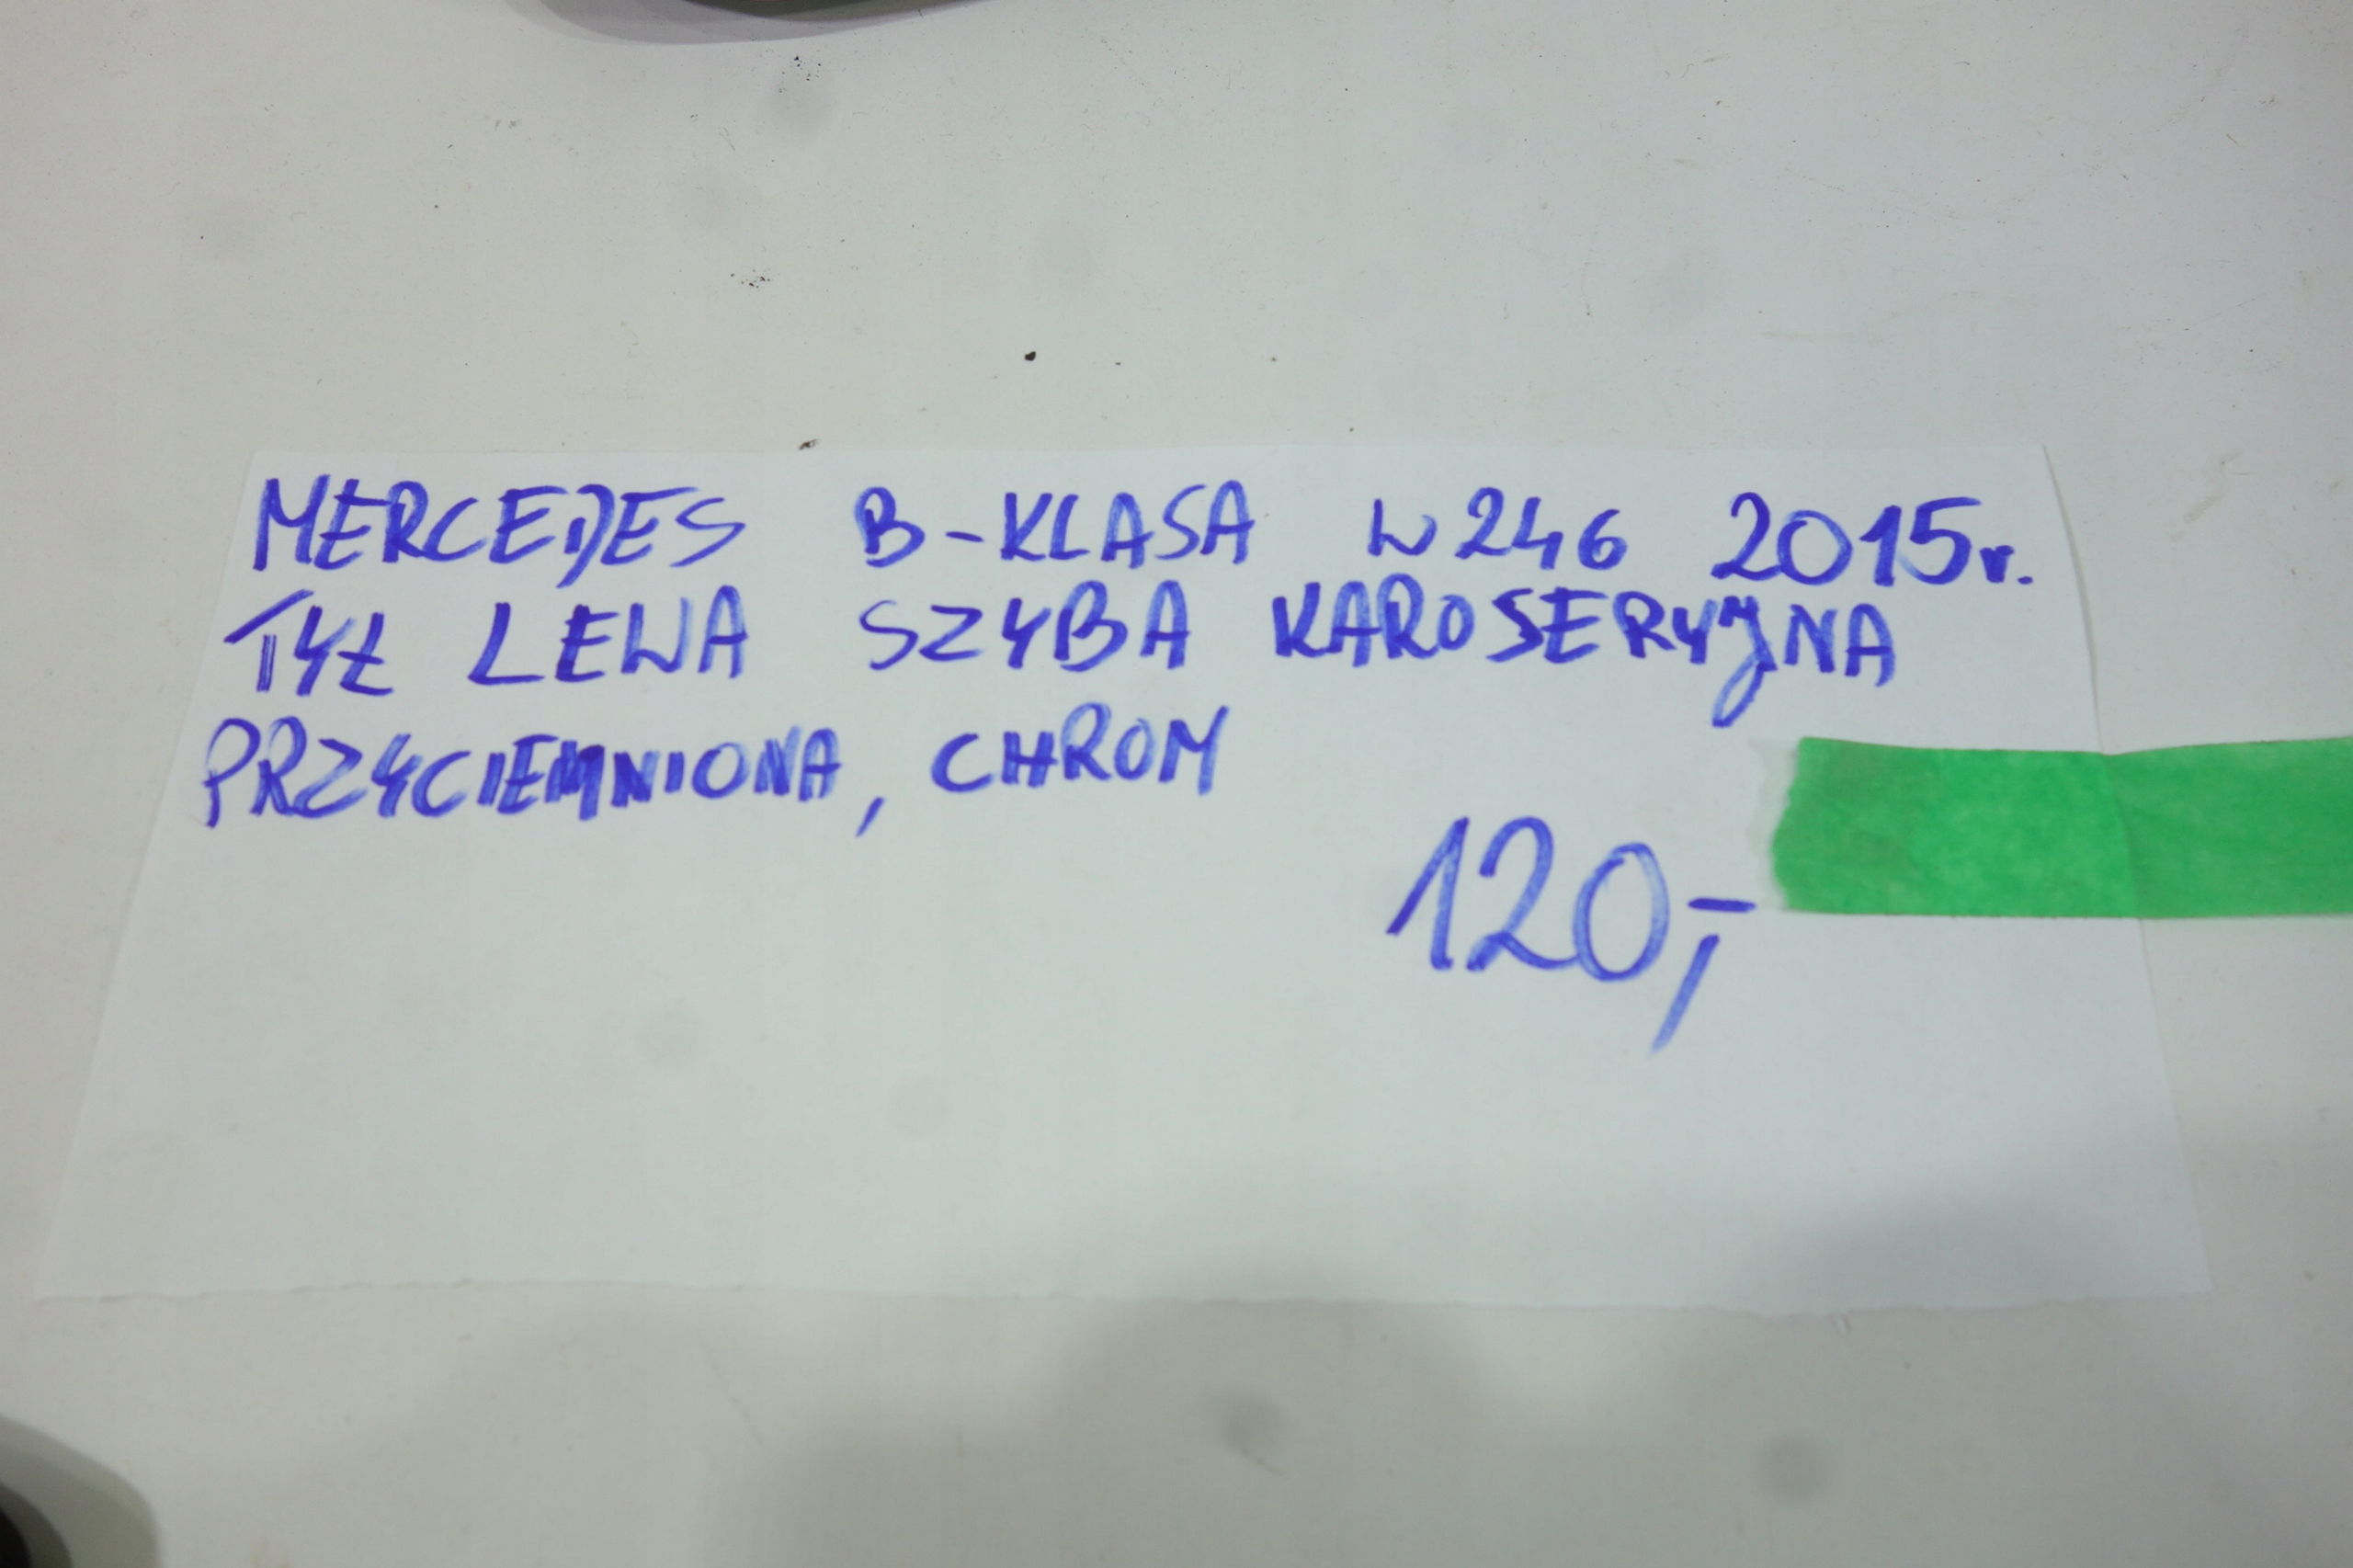 MERCEDES B-KLASA W246 2015r.
TYŁ LEWA SZYBA KAROSERYJNA
PRZYCIEMNIONA, CHROM
120,-